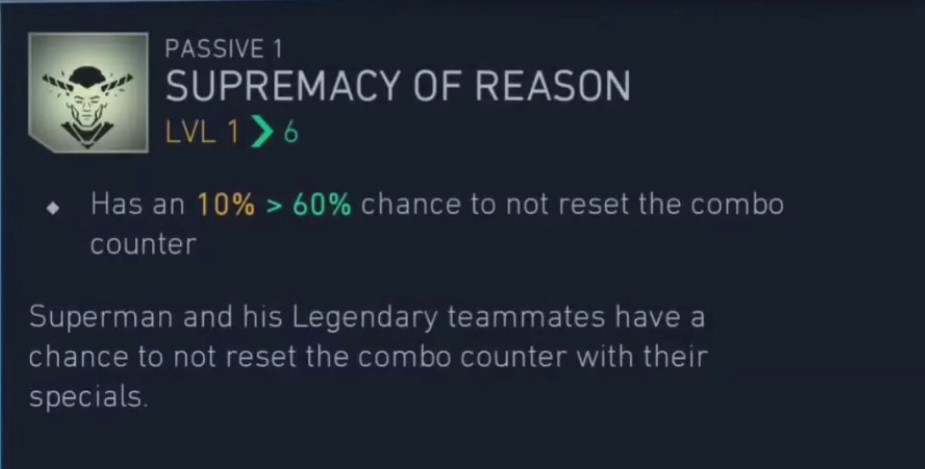 PASSIVE 1
SUPREMACY OF REASON
LVL 1 > 6
◆ Has an 10% > 60% chance to not reset the combo
counter
Superman and his Legendary teammates have a
chance to not reset the combo counter with their
specials.